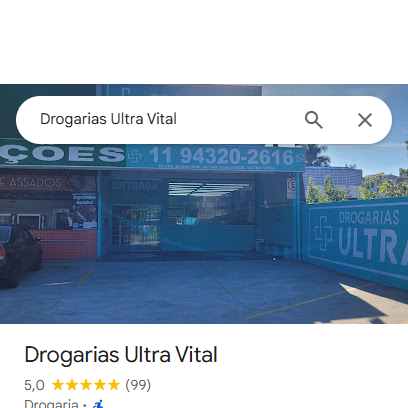 Drogarias Ultra Vital
ÇOES
11 94320-2616
ULTRA ECONOMIA, ULTRA QUALIDADE, ULTRA VITAL
E ASSADOS
ENTRADA
DROGARIAS
ULTRA
Drogarias Ultra Vital
5,0 (99)
Drogaria ·